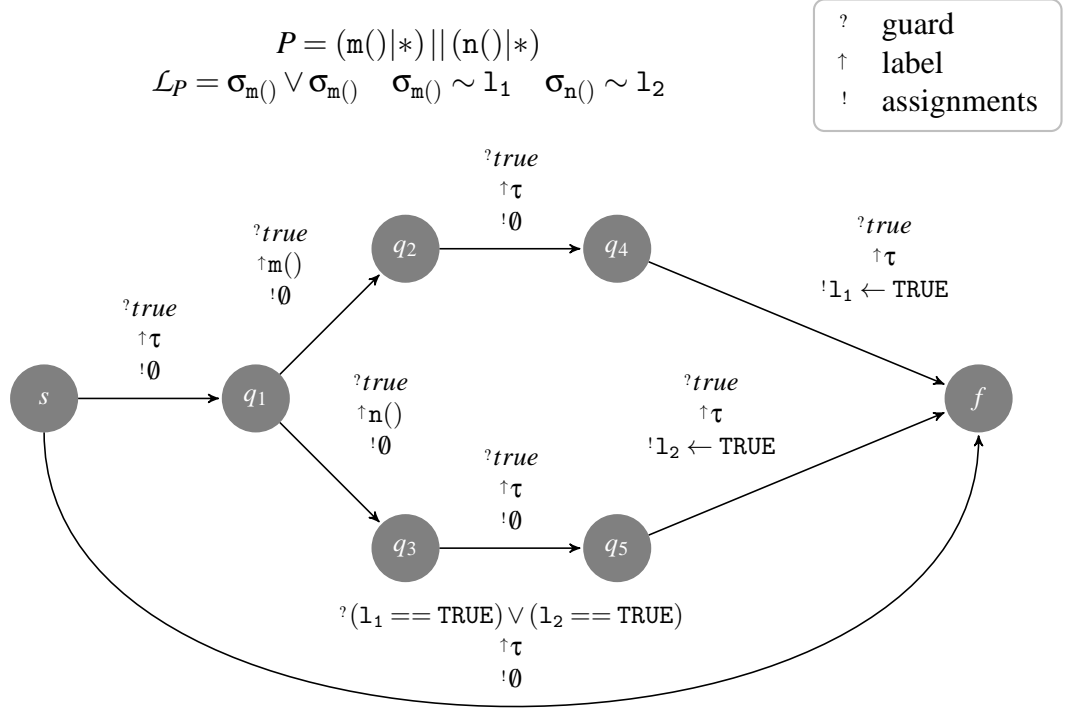 P = (m()|∗) || (n()|∗)
ℒ_P = σ_m() ∨ σ_m() σ_m() ∼ l₁ σ_n() ∼ l₂
? guard
↑ label
! assignments
?true
↑τ
!∅
?true
↑m()
!∅
?true
↑τ
!∅
?true
↑τ
!l₁ ← TRUE
?true
↑n()
!∅
?true
↑τ
!∅
?true
↑τ
!l₂ ← TRUE
s
q₁
q₂
q₄
q₃
q₅
f
?(l₁ == TRUE) ∨ (l₂ == TRUE)
↑τ
!∅